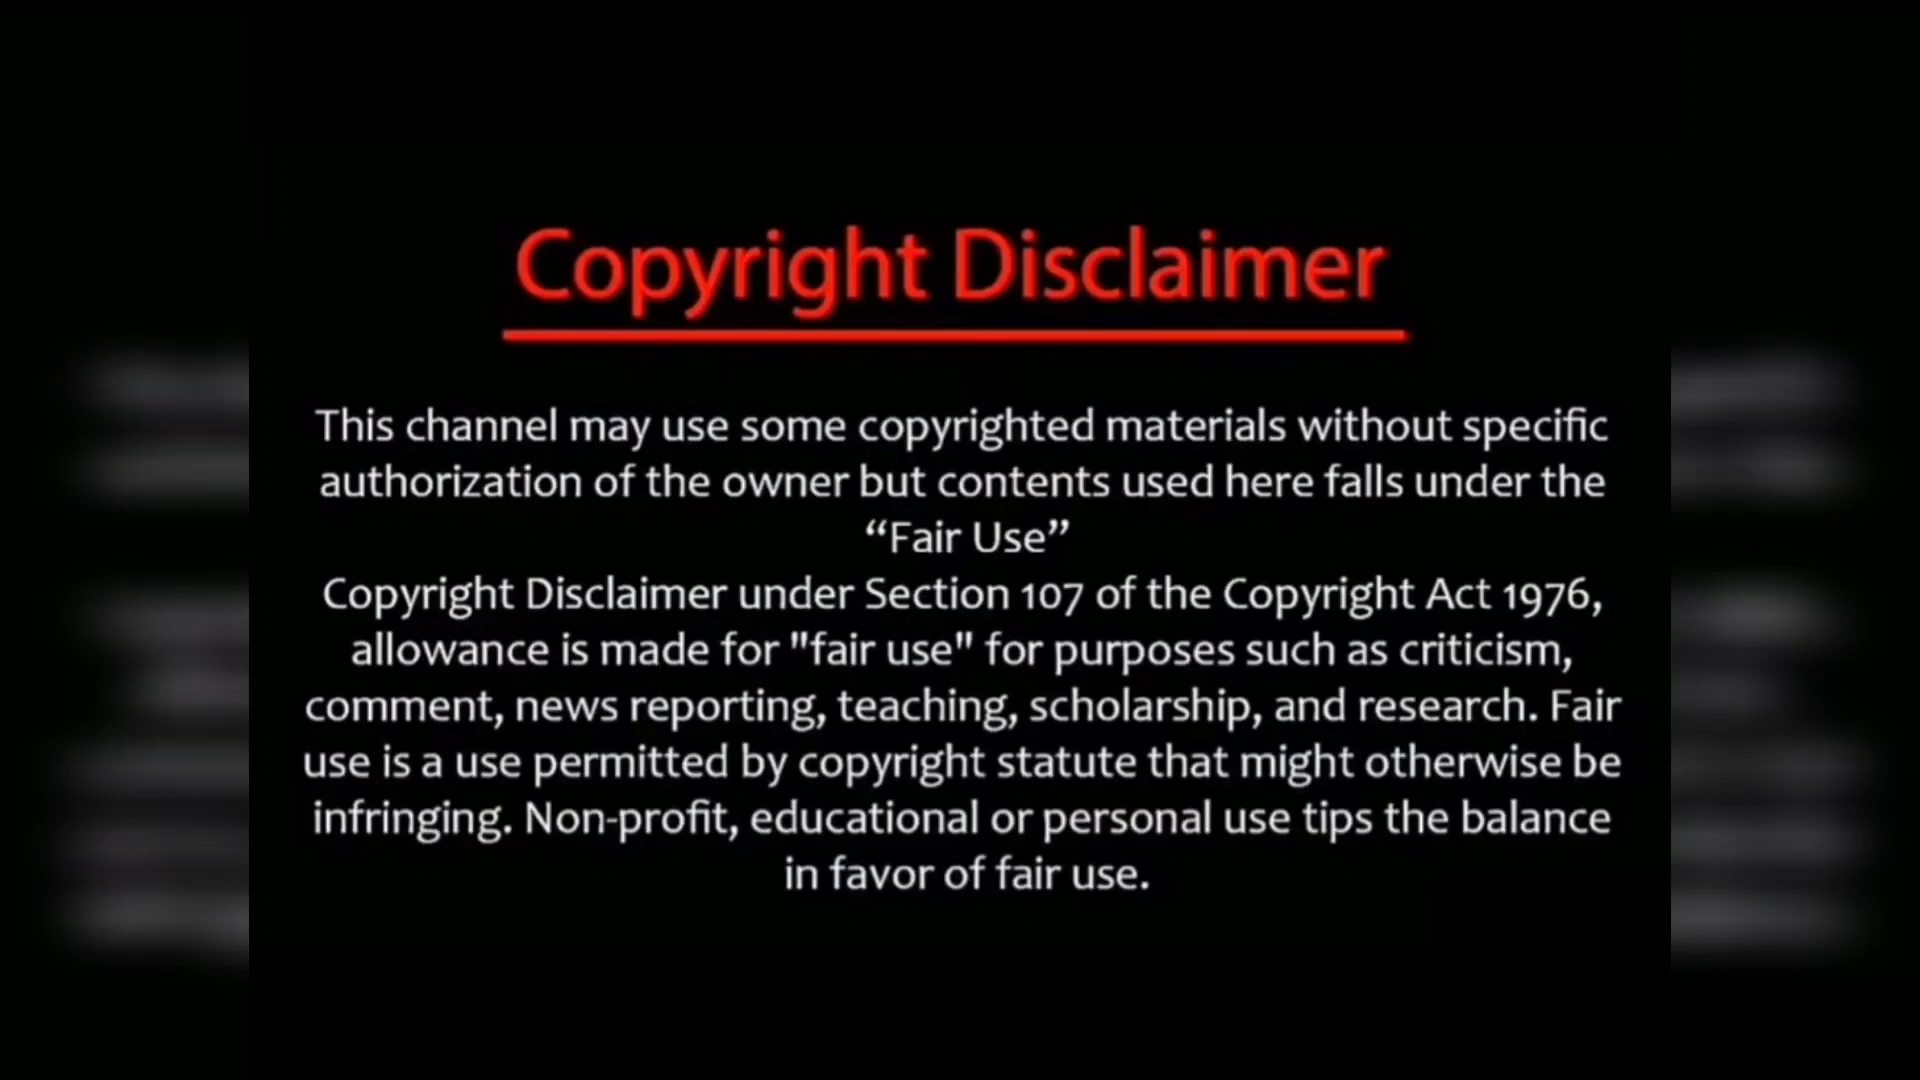 Copyright Disclaimer
This channel may use some copyrighted materials without specific
authorization of the owner but contents used here falls under the
“Fair Use”
Copyright Disclaimer under Section 107 of the Copyright Act 1976,
allowance is made for "fair use" for purposes such as criticism,
comment, news reporting, teaching, scholarship, and research. Fair
use is a use permitted by copyright statute that might otherwise be
infringing. Non-profit, educational or personal use tips the balance
in favor of fair use.